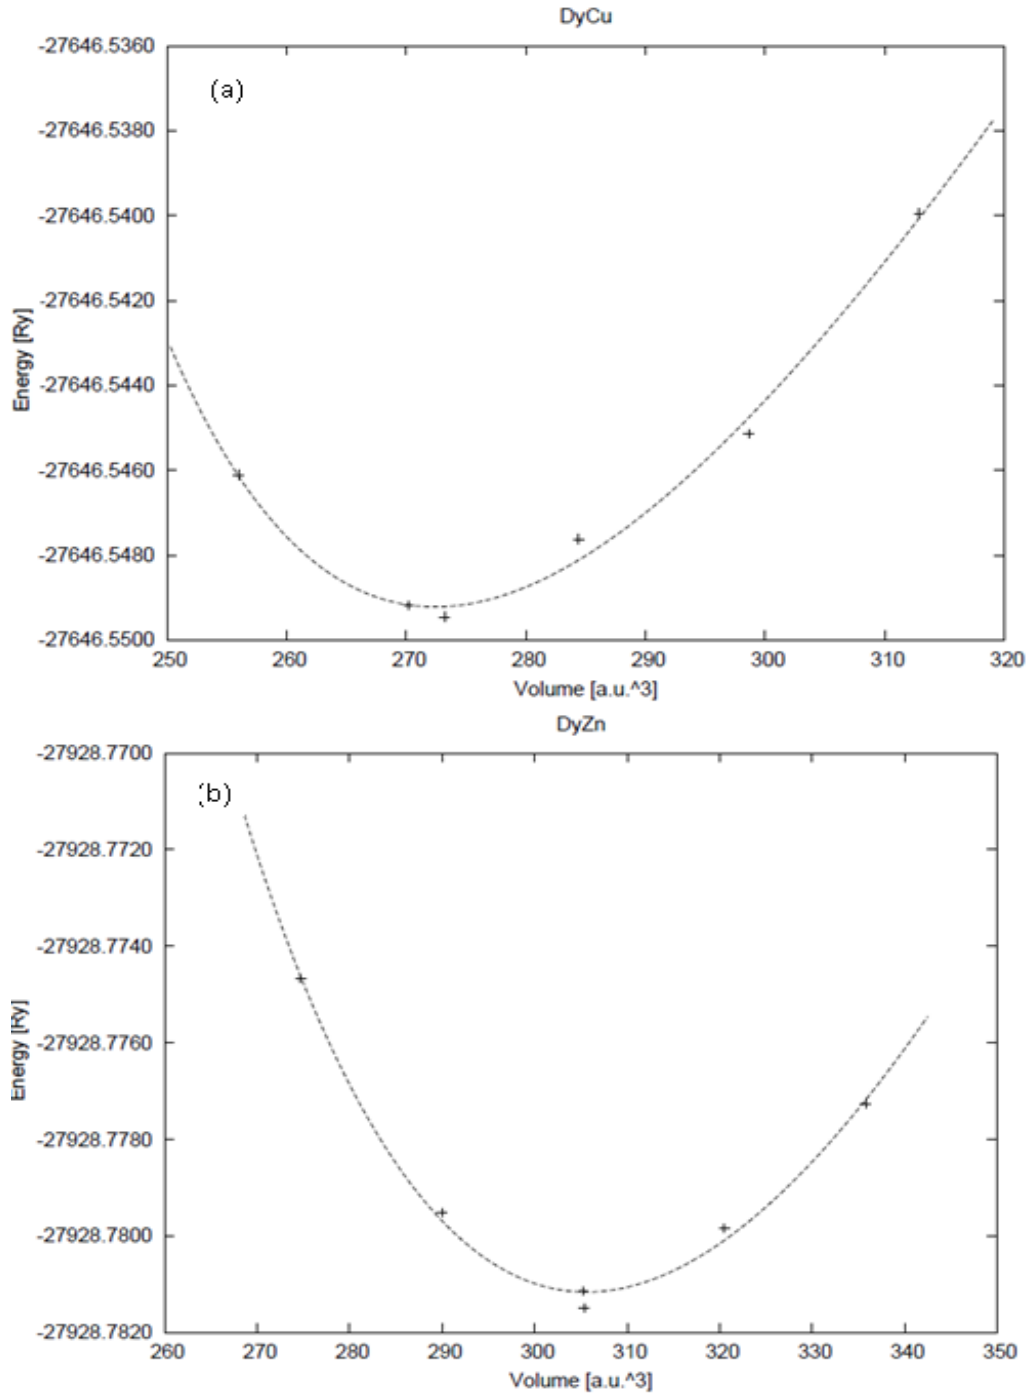 DyCu
(a)
-27646.5360
-27646.5380
-27646.5400
-27646.5420
-27646.5440
-27646.5460
-27646.5480
-27646.5500
Energy [Ry]
250 260 270 280 290 300 310 320
Volume [a.u.^3]
DyZn
(b)
-27928.7700
-27928.7720
-27928.7740
-27928.7760
-27928.7780
-27928.7800
-27928.7820
Energy [Ry]
260 270 280 290 300 310 320 330 340 350
Volume [a.u.^3]